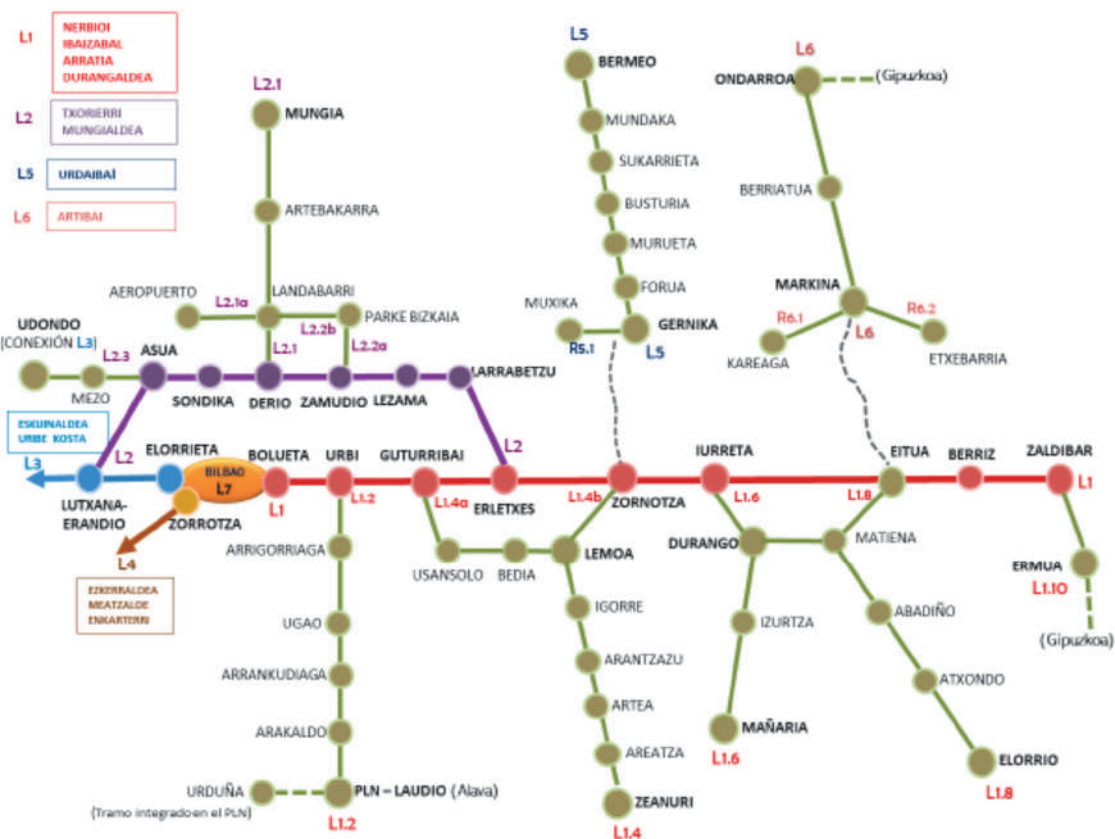 L1
NERBIOI
IBAIZABAL
ARRATIA
DURANGALDEA
L2
TXORIERRI
MUNGIALDEA
L5
URDAIBAI
L6
ARTIBAI
L2.1
MUNGIA
ARTEBAKARRA
AEROPUERTO
L2.1a
LANDABARRI
L2.2b
PARKE BIZKAIA
L2.1
L2.2a
UDONDO
(CONEXIÓN L3)
L2.3
MEZO
ASUA
SONDIKA
DERIO
ZAMUDIO
LEZAMA
LARRABETZU
L5
BERMEO
MUNDAKA
SUKARRIETA
BUSTURIA
MURUETA
FORUA
MUXIKA
R5.1
GERNIKA
L5
L6
ONDARROA
(Gipuzkoa)
BERRIATUA
MARKINA
R6.1
L6
R6.2
KAREAGA
ETXEBARRIA
ESKUINALDEA
URIBE KOSTA
L3
L2
LUTXANA-
ERANDIO
ELORRIETA
BILBAO
L7
ZORROTZA
L4
EZKERRALDEA
MEATZALDE
ENKARTERRI
BOLUETA
L1
URBI
L1.2
GUTURRIBAI
L1.4a
L2
ERLETXES
L1.4b
ZORNOTZA
IURRETA
L1.6
EITUA
L1.8
BERRIZ
ZALDIBAR
L1
ARRIGORRIAGA
UGAO
ARRANKUDIAGA
ARAKALDO
URDUÑA
(Tramo integrado en el PLN)
PLN – LAUDIO (Alava)
L1.2
USANSOLO
BEDIA
LEMOA
IGORRE
ARANTZAZU
ARTEA
AREATZA
ZEANURI
L1.4
DURANGO
MATIENA
IZURTZA
MAÑARIA
L1.6
ABADIÑO
ATXONDO
ELORRIO
L1.8
ERMUA
L1.10
(Gipuzkoa)